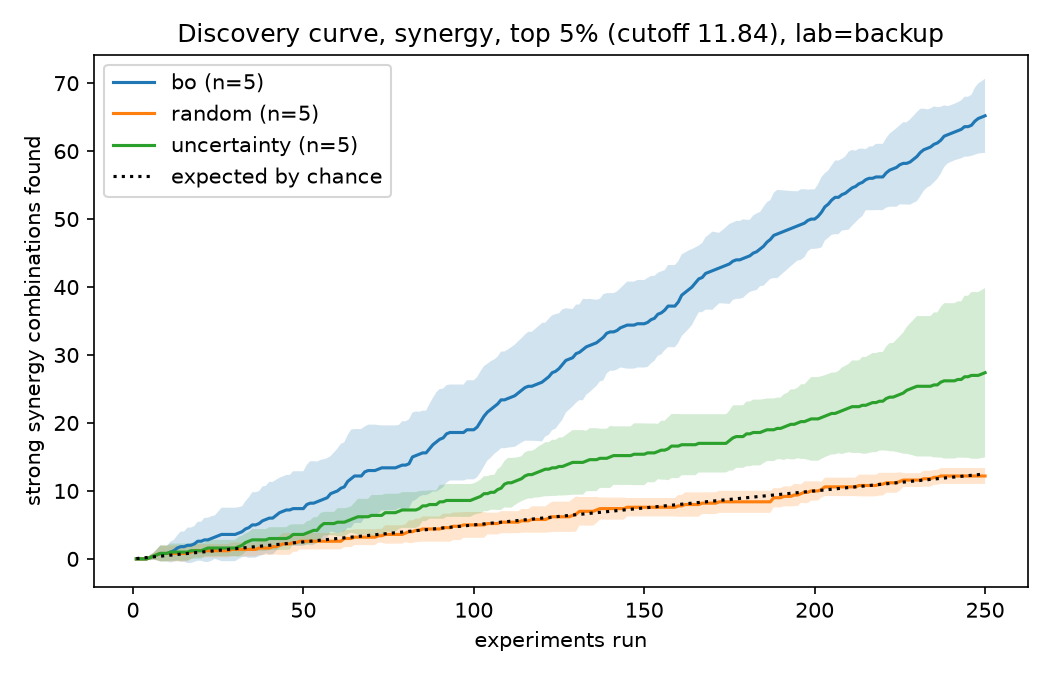 Discovery curve, synergy, top 5% (cutoff 11.84), lab=backup
bo (n=5)
random (n=5)
uncertainty (n=5)
expected by chance
strong synergy combinations found
70
60
50
40
30
20
10
0
0
50
100
150
200
250
experiments run